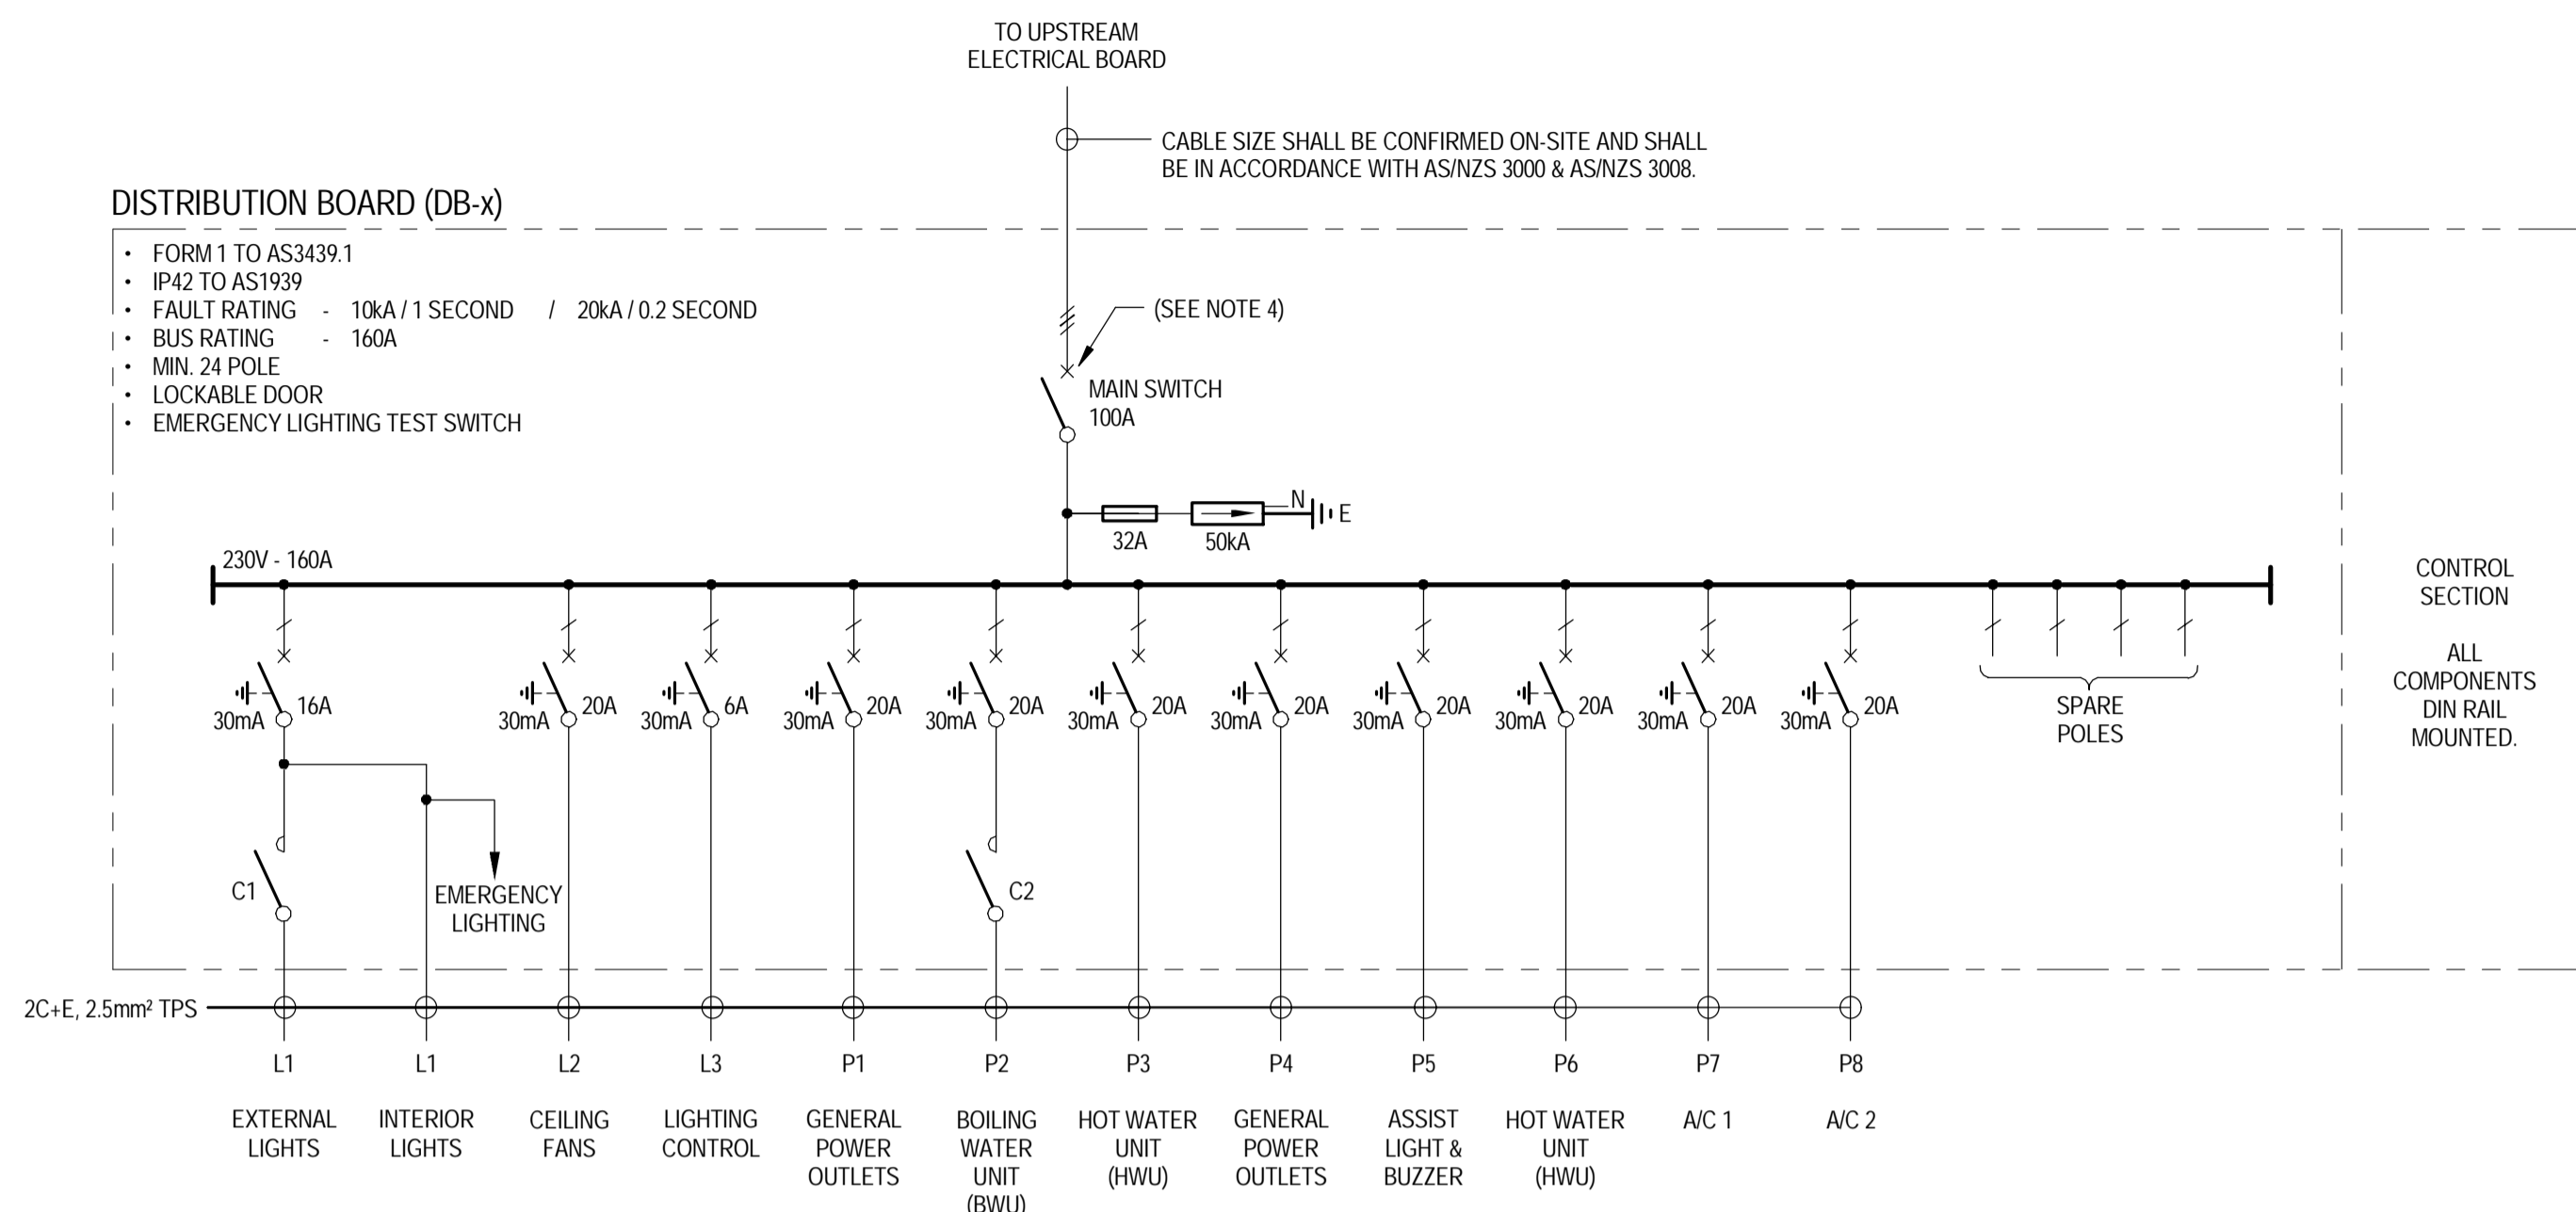 TO UPSTREAM
ELECTRICAL BOARD
CABLE SIZE SHALL BE CONFIRMED ON-SITE AND SHALL
BE IN ACCORDANCE WITH AS/NZS 3000 & AS/NZS 3008.
DISTRIBUTION BOARD (DB-x)
• FORM 1 TO AS3439.1
• IP42 TO AS1939
• FAULT RATING - 10kA / 1 SECOND / 20kA / 0.2 SECOND
• BUS RATING - 160A
• MIN. 24 POLE
• LOCKABLE DOOR
• EMERGENCY LIGHTING TEST SWITCH
(SEE NOTE 4)
MAIN SWITCH
100A
N
E
32A
50kA
230V - 160A
CONTROL
SECTION
ALL
COMPONENTS
DIN RAIL
MOUNTED.
30mA 16A
30mA 20A
30mA 6A
30mA 20A
30mA 20A
30mA 20A
30mA 20A
30mA 20A
30mA 20A
30mA 20A
30mA 20A
SPARE
POLES
C1
EMERGENCY
LIGHTING
C2
2C+E, 2.5mm² TPS
L1
EXTERNAL
LIGHTS
L1
INTERIOR
LIGHTS
L2
CEILING
FANS
L3
LIGHTING
CONTROL
P1
GENERAL
POWER
OUTLETS
P2
BOILING
WATER
UNIT
(BWU)
P3
HOT WATER
UNIT
(HWU)
P4
GENERAL
POWER
OUTLETS
P5
ASSIST
LIGHT &
BUZZER
P6
HOT WATER
UNIT
(HWU)
P7
A/C 1
P8
A/C 2